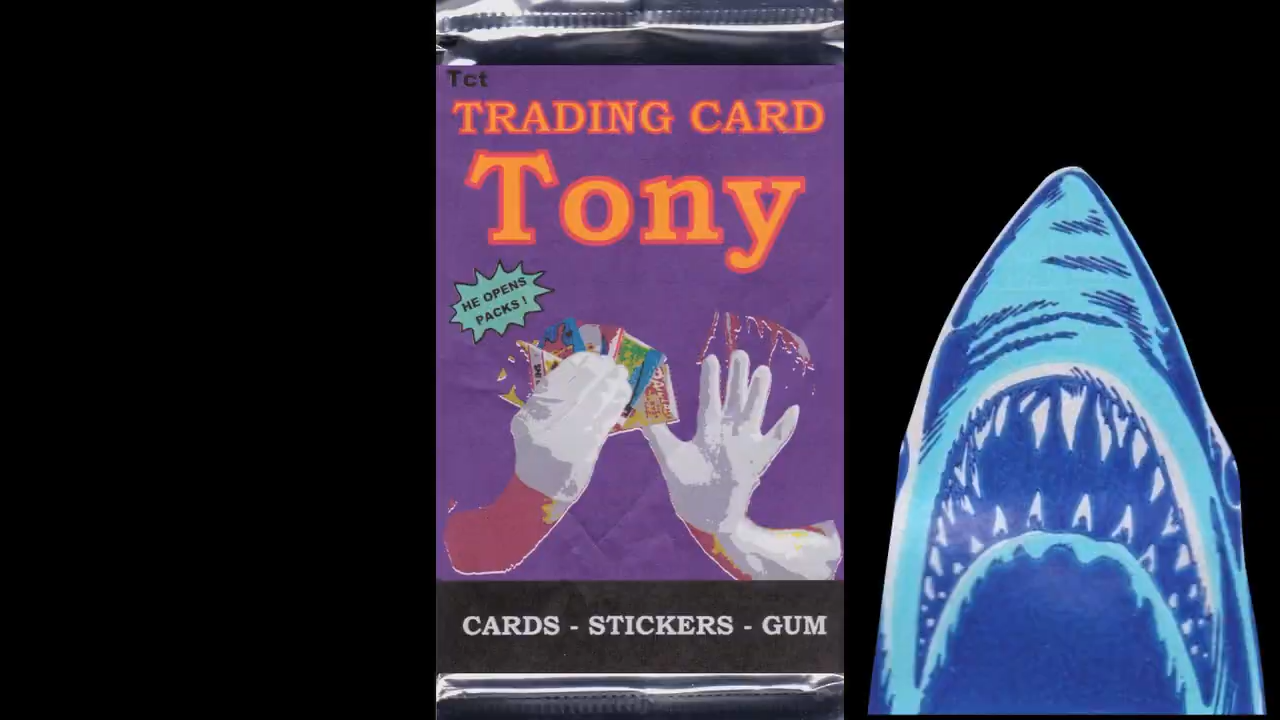 Tct
TRADING CARD
Tony
HE OPENS
PACKS!
CARDS - STICKERS - GUM